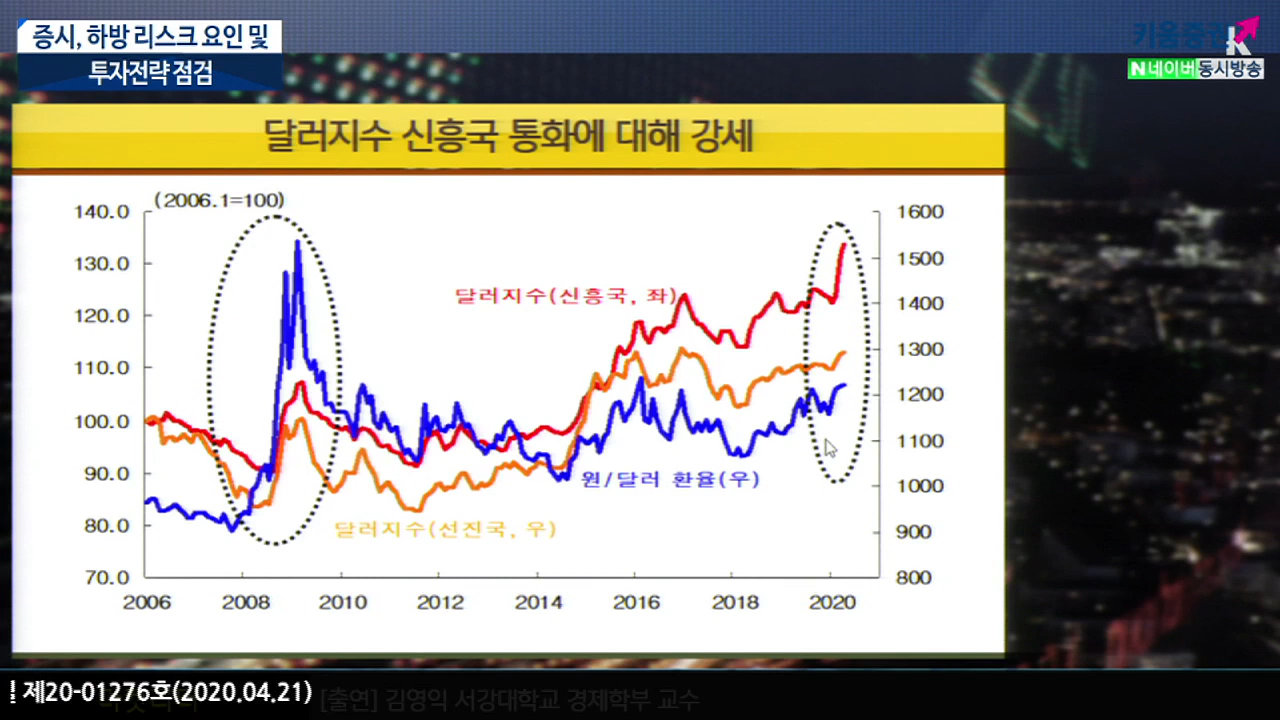 증시, 하방 리스크 요인 및
투자전략 점검
키움증권
N 네이버 동시방송
달러지수 신흥국 통화에 대해 강세
(2006.1=100)
140.0
130.0
120.0
110.0
100.0
90.0
80.0
70.0
1600
1500
1400
1300
1200
1100
1000
900
800
달러지수(신흥국, 좌)
원/달러 환율(우)
달러지수(선진국, 우)
2006 2008 2010 2012 2014 2016 2018 2020
제20-01276호(2020.04.21)
[출연] 김영익 서강대학교 경제학부 교수